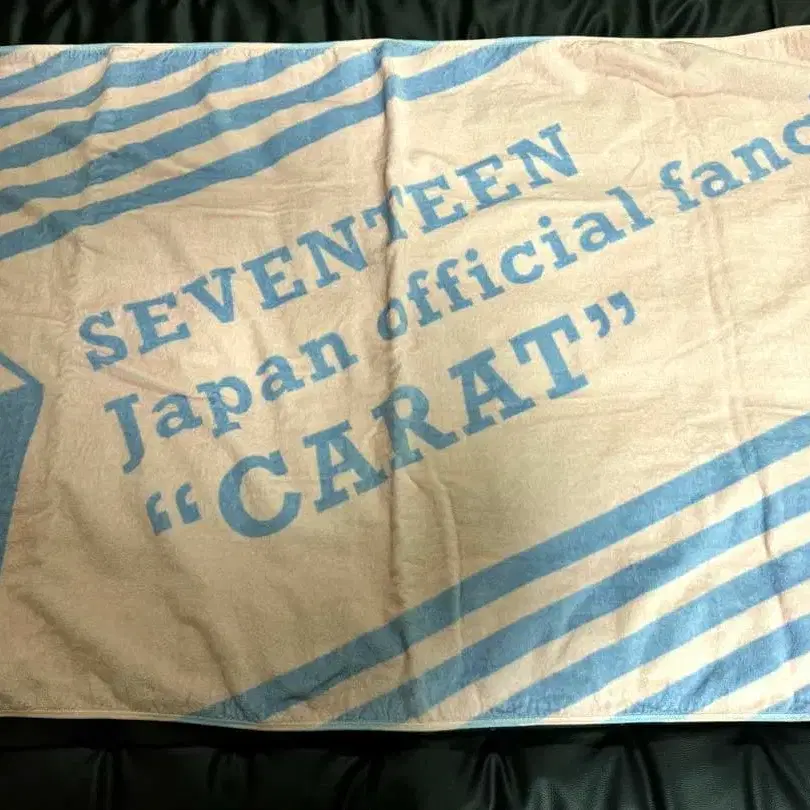 SEVENTEEN
Japan official fanc
“CARAT”